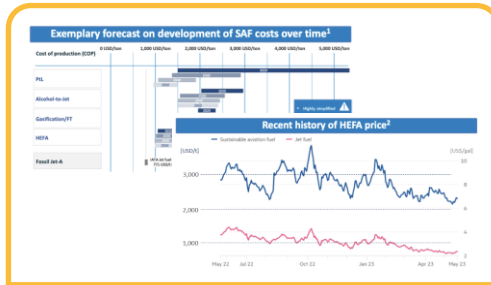 Exemplary forecast on development of SAF costs over time1
Cost of production (COP)
0 USD/ton 1,000 USD/ton 2,000 USD/ton 3,000 USD/ton 4,000 USD/ton 5,000 USD/ton
PtL
Alcohol-to-Jet
Highly simplified
Gasification/FT
Recent history of HEFA price2
HEFA
Sustainable aviation fuel Jet fuel
Fossil Jet-A
[USD/t] [US$/gal]
3,000
2,000
1,000
10
8
6
4
2
May 22 Jul 22 Oct 22 Jan 23 Apr 23 May 23